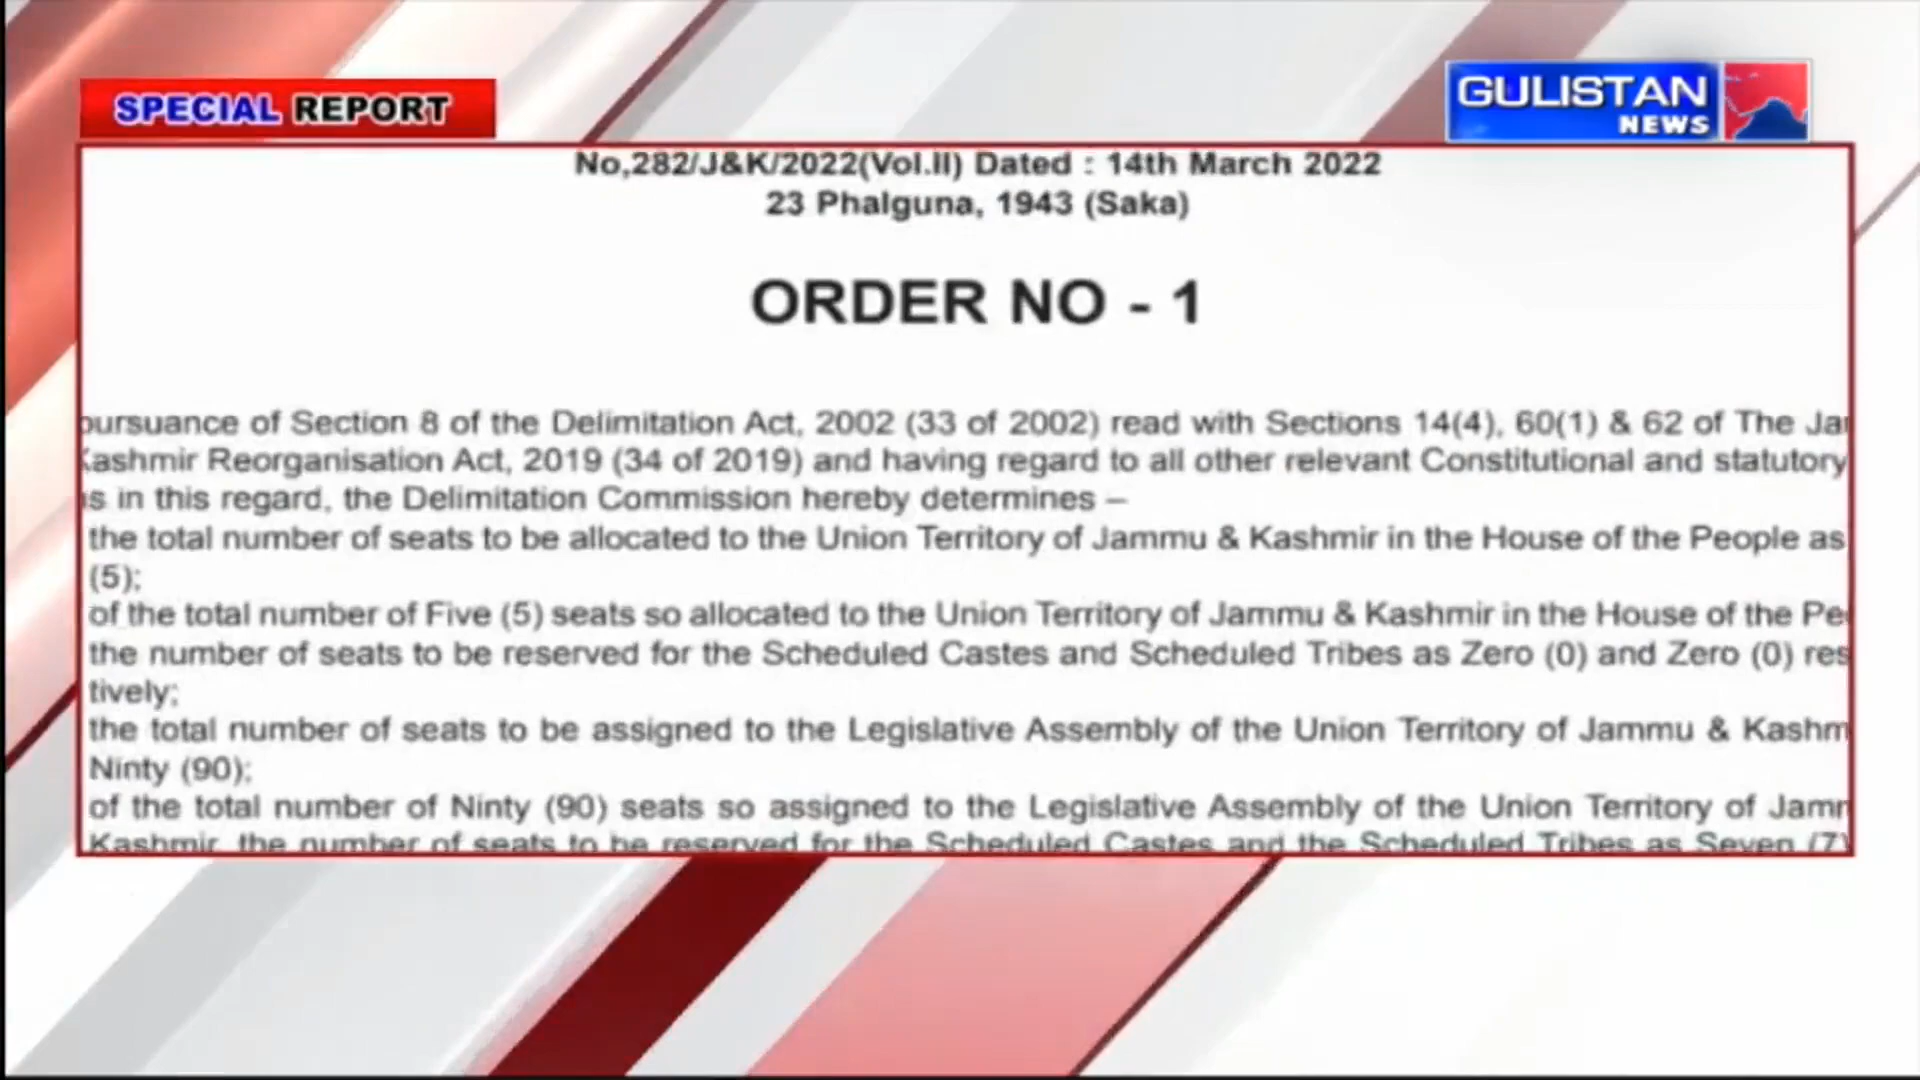 SPECIAL REPORT
GULISTAN
NEWS
No,282/J&K/2022(Vol.II) Dated : 14th March 2022
23 Phalguna, 1943 (Saka)
ORDER NO - 1
pursuance of Section 8 of the Delimitation Act, 2002 (33 of 2002) read with Sections 14(4), 60(1) & 62 of The
Kashmir Reorganisation Act, 2019 (34 of 2019) and having regard to all other relevant Constitutional and statutory
in this regard, the Delimitation Commission hereby determines –
the total number of seats to be allocated to the Union Territory of Jammu & Kashmir in the House of the People as
(5);
of the total number of Five (5) seats so allocated to the Union Territory of Jammu & Kashmir in the House of the
the number of seats to be reserved for the Scheduled Castes and Scheduled Tribes as Zero (0) and Zero (0) res
tively;
the total number of seats to be assigned to the Legislative Assembly of the Union Territory of Jammu & Kashm
Ninty (90);
of the total number of Ninty (90) seats so assigned to the Legislative Assembly of the Union Territory of
Kashmir, the number of seats to be reserved for the Scheduled Castes and the Scheduled Tribes as Seven (7)